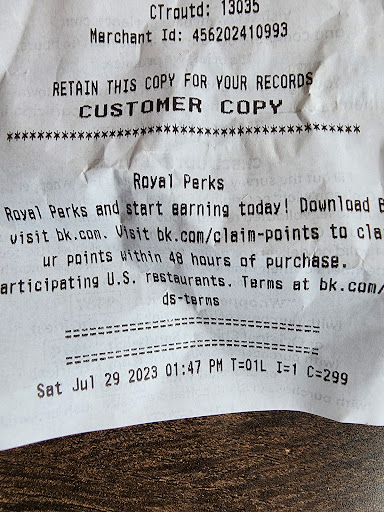 CTroutd: 13035
Merchant Id: 456202410993
RETAIN THIS COPY FOR YOUR RECORDS
CUSTOMER COPY
************************************************
Royal Perks
Royal Perks and start earning today! Download B
visit bk.com. Visit bk.com/claim-points to cla
ur points within 48 hours of purchase.
articipating U.S. restaurants. Terms at bk.com/
ds-terms
================================
================================
Sat Jul 29 2023 01:47 PM T=01L I=1 C=299